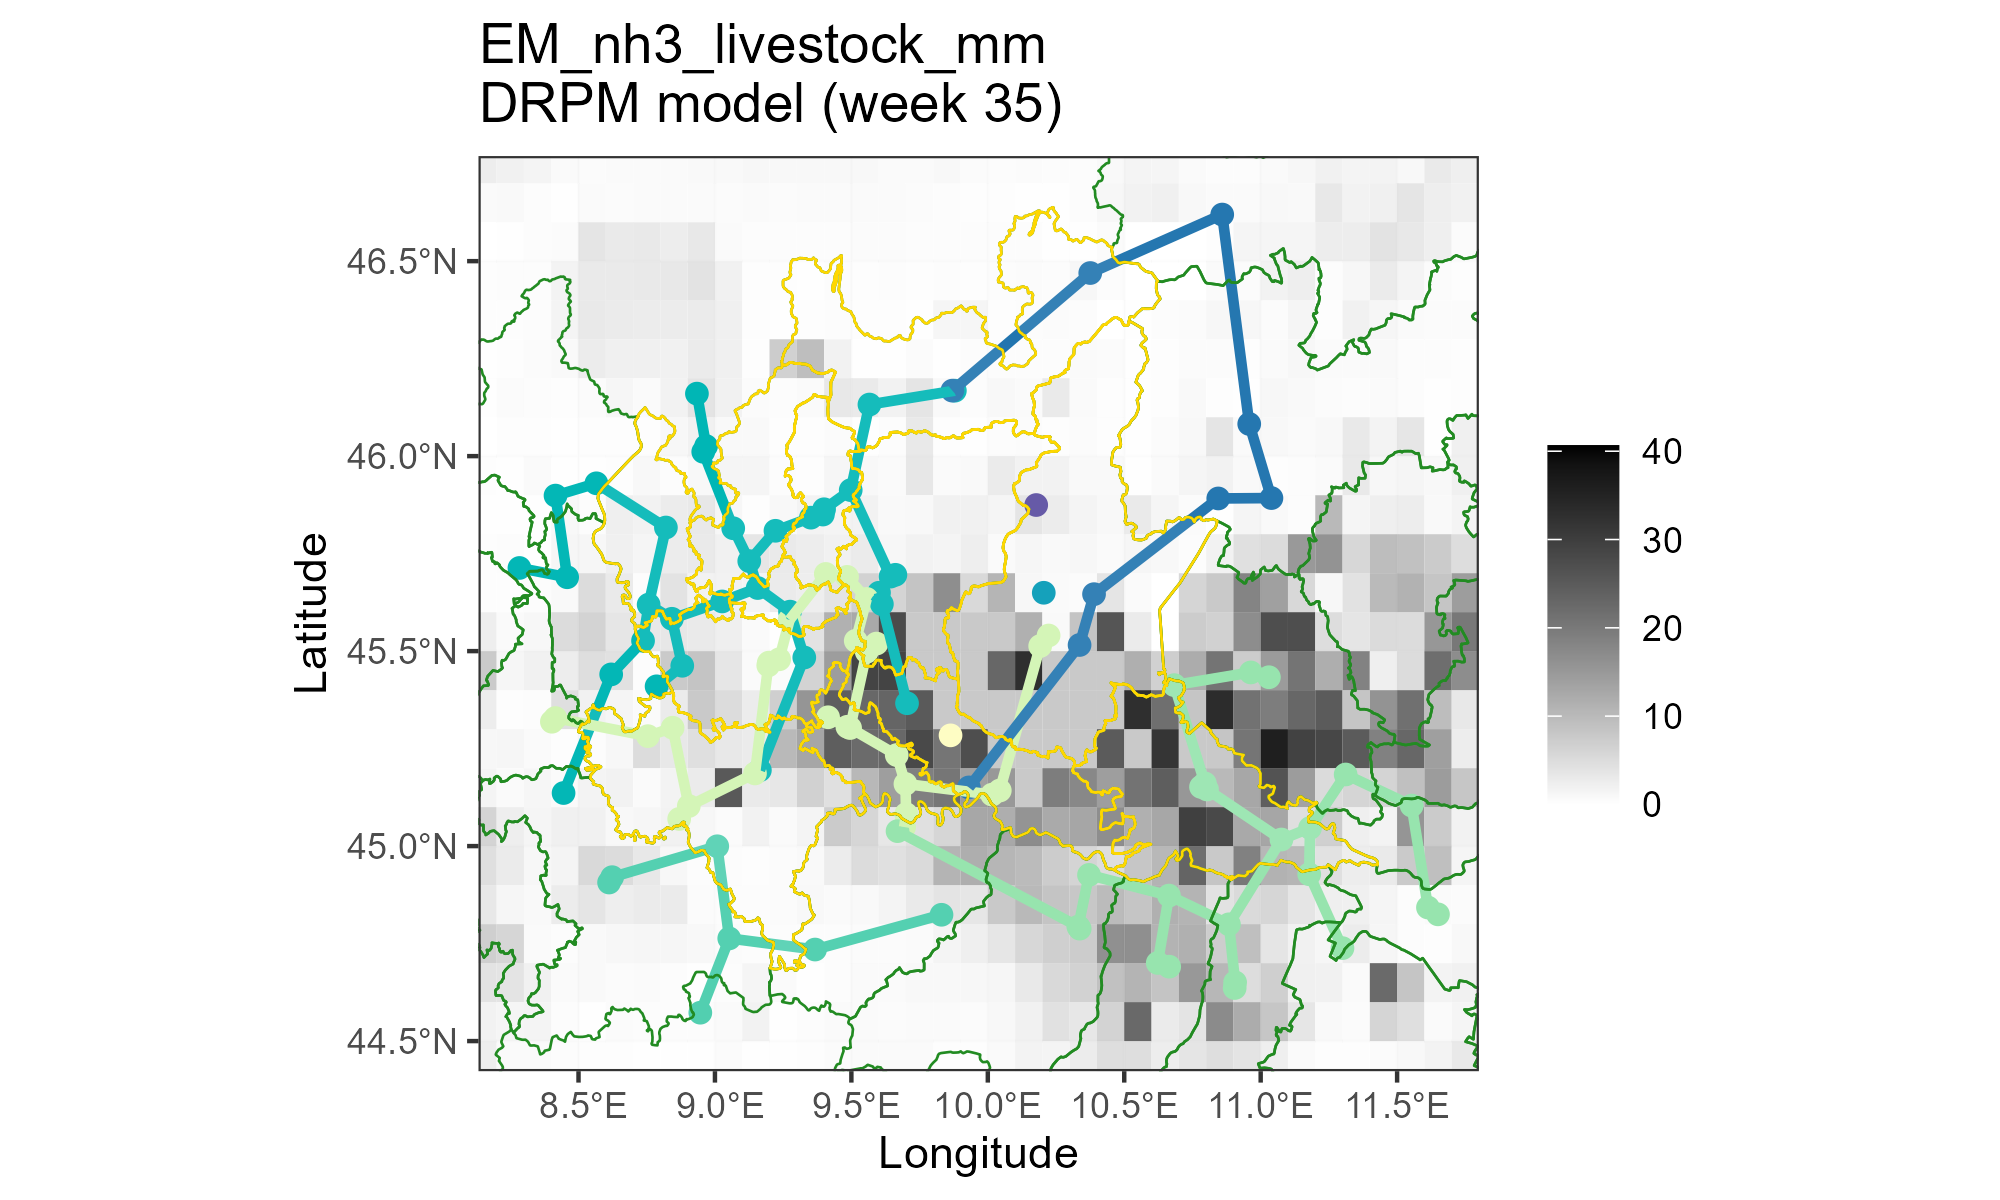 EM_nh3_livestock_mm
DRPM model (week 35)
46.5°N
46.0°N
45.5°N
45.0°N
44.5°N
Latitude
8.5°E 9.0°E 9.5°E 10.0°E 10.5°E 11.0°E 11.5°E
Longitude
40
30
20
10
0